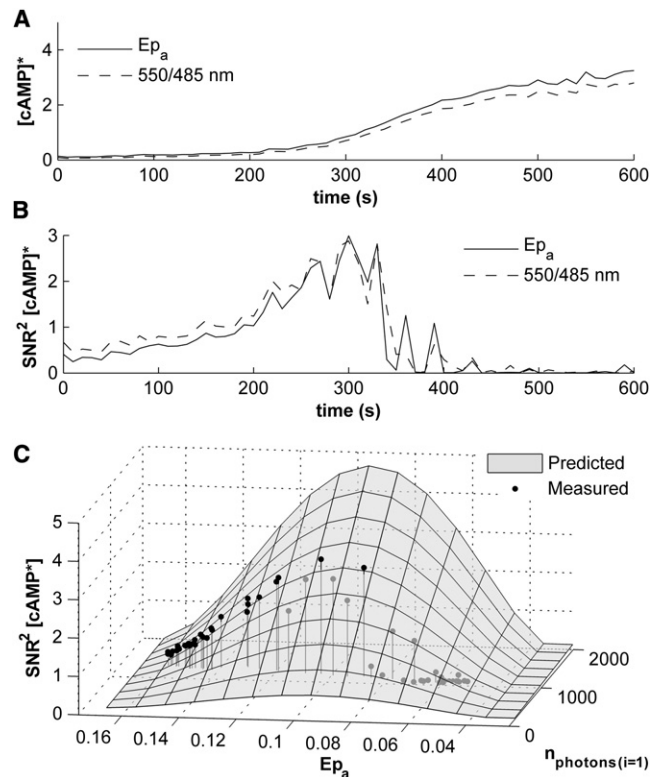 A
Ep_a
550/485 nm
[cAMP]*
4
2
0
0 100 200 300 400 500 600
time (s)
B
Ep_a
550/485 nm
SNR² [cAMP]*
3
2
1
0
0 100 200 300 400 500 600
time (s)
C
Predicted
Measured
SNR² [cAMP*]
5
4
3
2
1
0
0.16 0.14 0.12 0.1 0.08 0.06 0.04
Ep_a
0
1000
2000
n_photons(i=1)